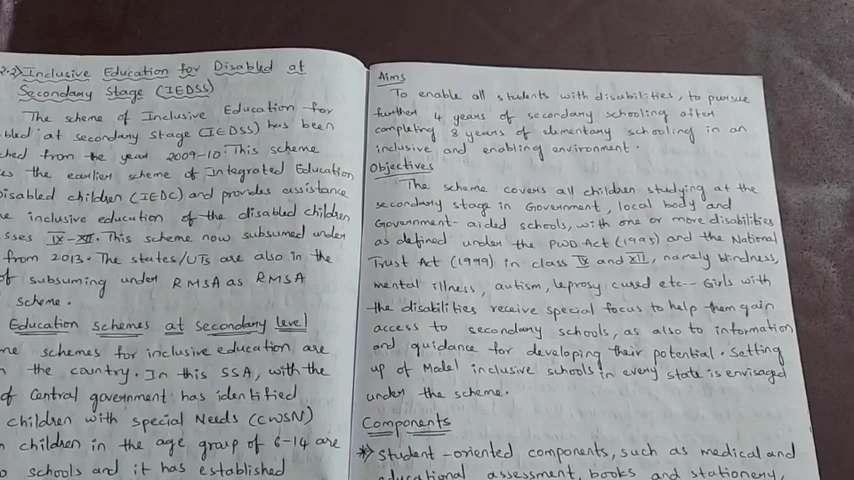 2.2) Inclusive Education for Disabled at
Secondary Stage (IEDSS)
The scheme of Inclusive Education for
bled at secondary stage (IEDSS) has been
ched from the year 2009-10. This scheme
es the earlier scheme of Integrated Education
Disabled children (IEDC) and provides assistance
e inclusive education of the disabled children
sses IX-XII. This scheme now subsumed under
from 2013. The states/UTs are also in the
of subsuming under RMSA as RMSA
scheme.
Education schemes at secondary level
me schemes for inclusive education are
n the country. In this SSA, with the
of Central government has identified
children with special Needs (CWSN)
n children in the age group of 6-14 are
o schools and it has established
Aims
To enable all students with disabilities, to pursue
further 4 years of secondary schooling after
completing 8 years of elementary schooling in an
inclusive and enabling environment.
Objectives
The scheme covers all children studying at the
secondary stage in Government, local body and
Government-aided schools, with one or more disabilities
as defined under the PWD Act (1995) and the National
Trust Act (1999) in class IX and XII, namely blindness,
mental illness, autism, leprosy cured etc-- Girls with
the disabilities receive special focus to help them gain
access to secondary schools, as also to information
and guidance for developing their potential. Setting
up of Model inclusive schools in every state is envisaged
under the scheme.
Components
* Student-oriented components, such as medical and
educational assessment, books and stationery,